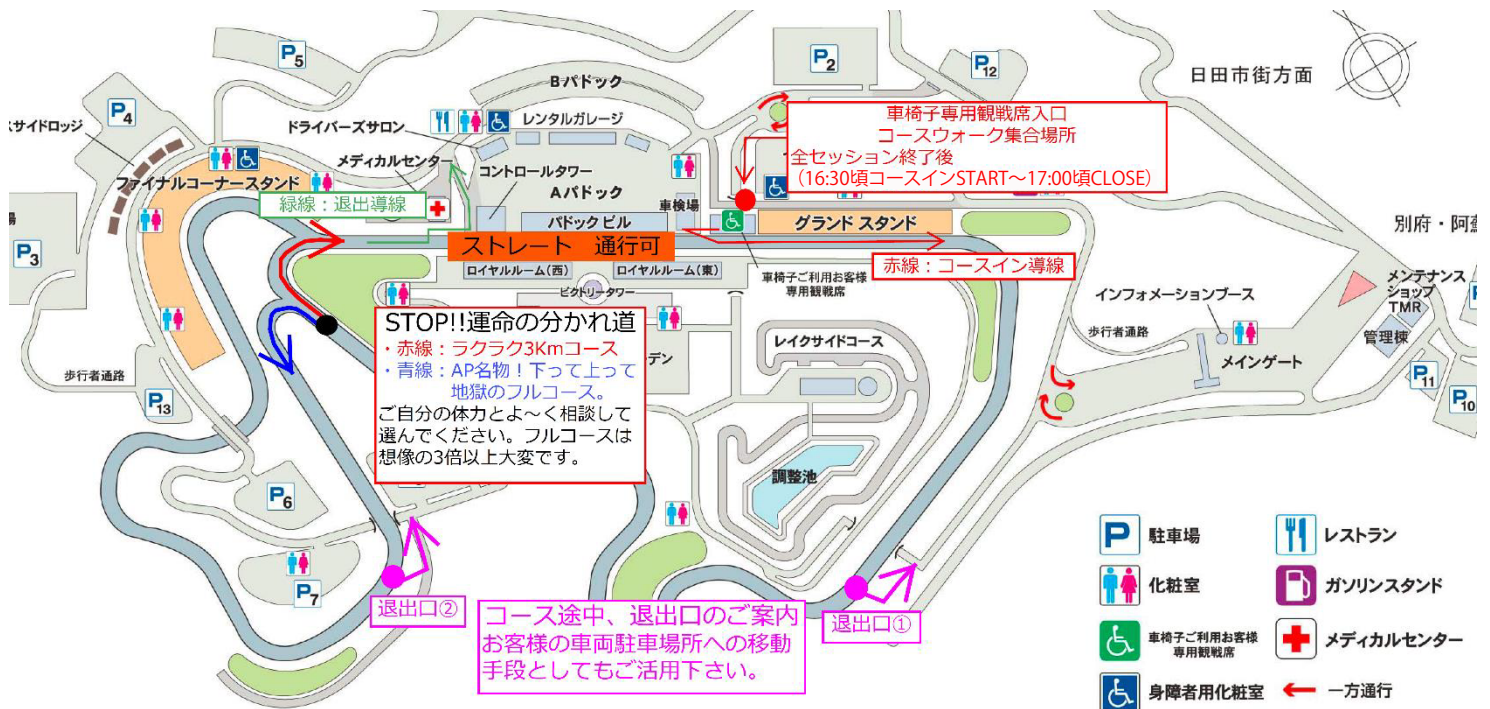 P5
P2
P12
日田市街方面
Bパドック
P4
スサイドロッジ
ドライバーズサロン
レンタルガレージ
車椅子専用観戦席入口
コースウォーク集合場所
全セッション終了後
(16:30頃コースインSTART～17:00頃CLOSE)
メディカルセンター
コントロールタワー
ファイナルコーナースタンド
Aパドック
緑線：退出導線
車検場
パドックビル
グランド スタンド
場
P3
別府・阿蘇
ストレート 通行可
赤線：コースイン導線
ロイヤルルーム(西)
ロイヤルルーム(東)
車椅子ご利用お客様
専用観戦席
メンテナンス
ショップ
TMR
ビクトリータワー
インフォメーションブース
STOP!!運命の分かれ道
・赤線：ラクラク3Kmコース
・青線：AP名物！下って上って
地獄のフルコース。
ご自分の体力とよ～く相談して
選んでください。フルコースは
想像の3倍以上大変です。
デン
レイクサイドコース
歩行者通路
管理棟
メインゲート
歩行者通路
P13
P11
P10
調整池
P6
P7
退出口②
コース途中、退出口のご案内
お客様の車両駐車場所への移動
手段としてもご活用下さい。
退出口①
P 駐車場
レストラン
化粧室
ガソリンスタンド
車椅子ご利用お客様
専用観戦席
メディカルセンター
身障者用化粧室
一方通行